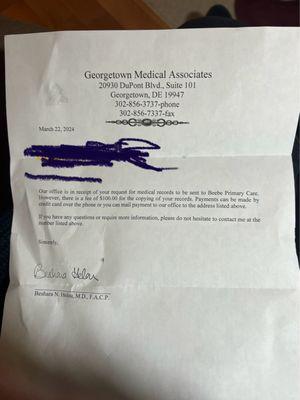 Georgetown Medical Associates
20930 DuPont Blvd., Suite 101
Georgetown, DE 19947
302-856-3737-phone
302-856-7337-fax
March 22, 2024
Our office is in receipt of your request for medical records to be sent to Beebe Primary Care.
However, there is a fee of $100.00 for the copying of your records. Payments can be made by
credit card over the phone or you can mail payment to our office to the address listed above.
If you have any questions or require more information, please do not hesitate to contact me at the
number listed above.
Sincerely,
Beshara Helou
Beshara N. Helou, M.D., F.A.C.P.